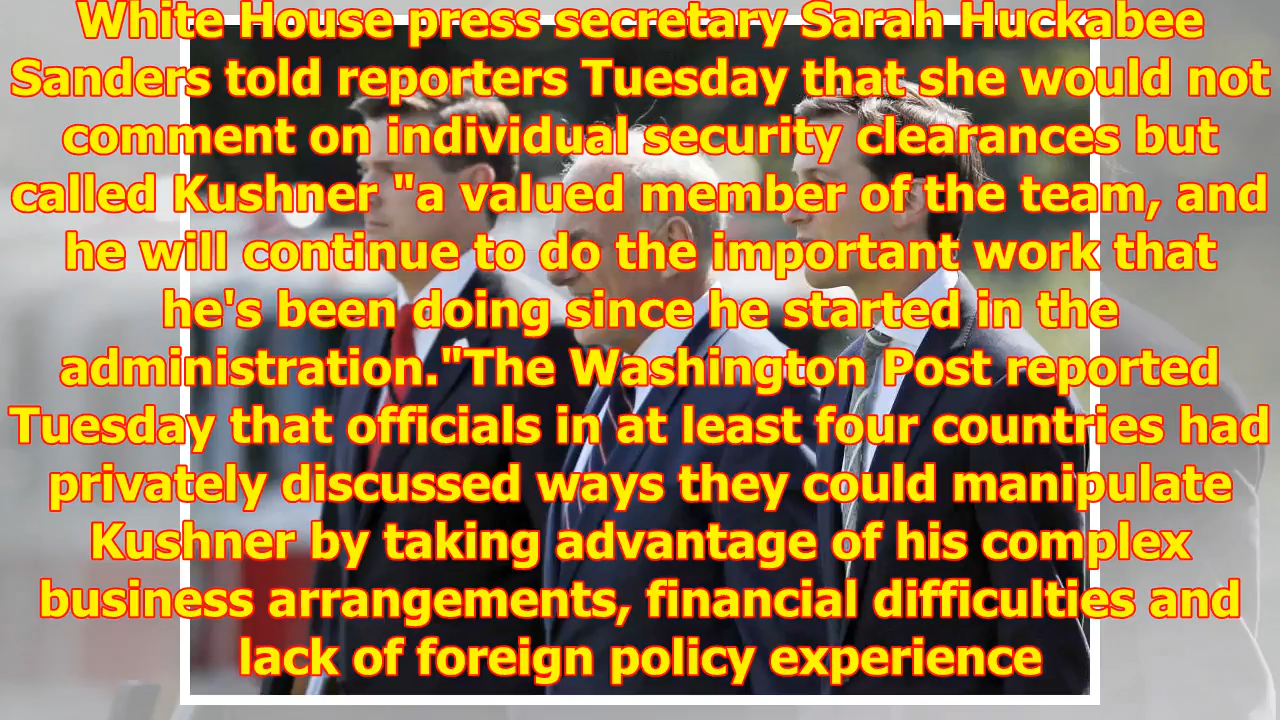 White House press secretary Sarah Huckabee
Sanders told reporters Tuesday that she would not
comment on individual security clearances but
called Kushner "a valued member of the team, and
he will continue to do the important work that
he's been doing since he started in the
administration."The Washington Post reported
Tuesday that officials in at least four countries had
privately discussed ways they could manipulate
Kushner by taking advantage of his complex
business arrangements, financial difficulties and
lack of foreign policy experience